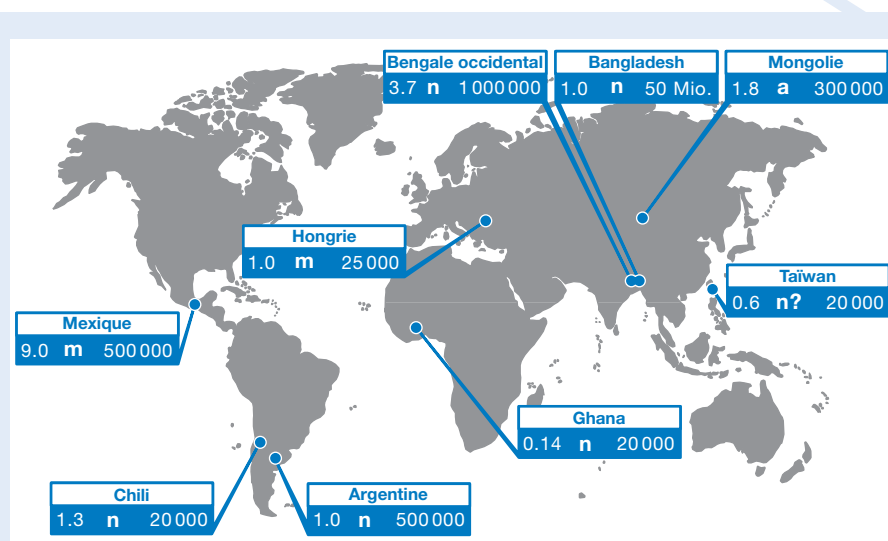 Bengale occidental
3.7 n 1 000 000
Bangladesh
1.0 n 50 Mio.
Mongolie
1.8 a 300 000
Hongrie
1.0 m 25 000
Taïwan
0.6 n? 20 000
Mexique
9.0 m 500 000
Ghana
0.14 n 20 000
Chili
1.3 n 20 000
Argentine
1.0 n 500 000